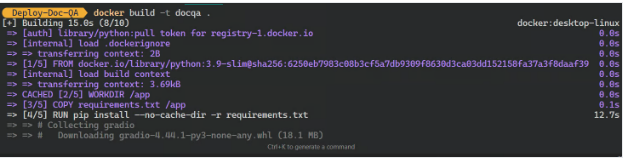 Deploy-Doc-QA docker build -t docqa .
[+] Building 15.0s (8/10) docker:desktop-linux
=> [auth] library/python:pull token for registry-1.docker.io 0.0s
=> [internal] load .dockerignore 0.0s
=> => transferring context: 2B 0.0s
=> [1/5] FROM docker.io/library/python:3.9-slim@sha256:6250eb7983c08b3cf5a7db9309f8630d3ca03dd152158fa37a3f8daaf39 0.0s
=> [internal] load build context 0.0s
=> => transferring context: 3.69kB 0.0s
=> CACHED [2/5] WORKDIR /app 0.0s
=> [3/5] COPY requirements.txt /app 0.1s
=> [4/5] RUN pip install --no-cache-dir -r requirements.txt 12.7s
=> => # Collecting gradio
=> => # Downloading gradio-4.44.1-py3-none-any.whl (18.1 MB)
Ctrl+K to generate a command